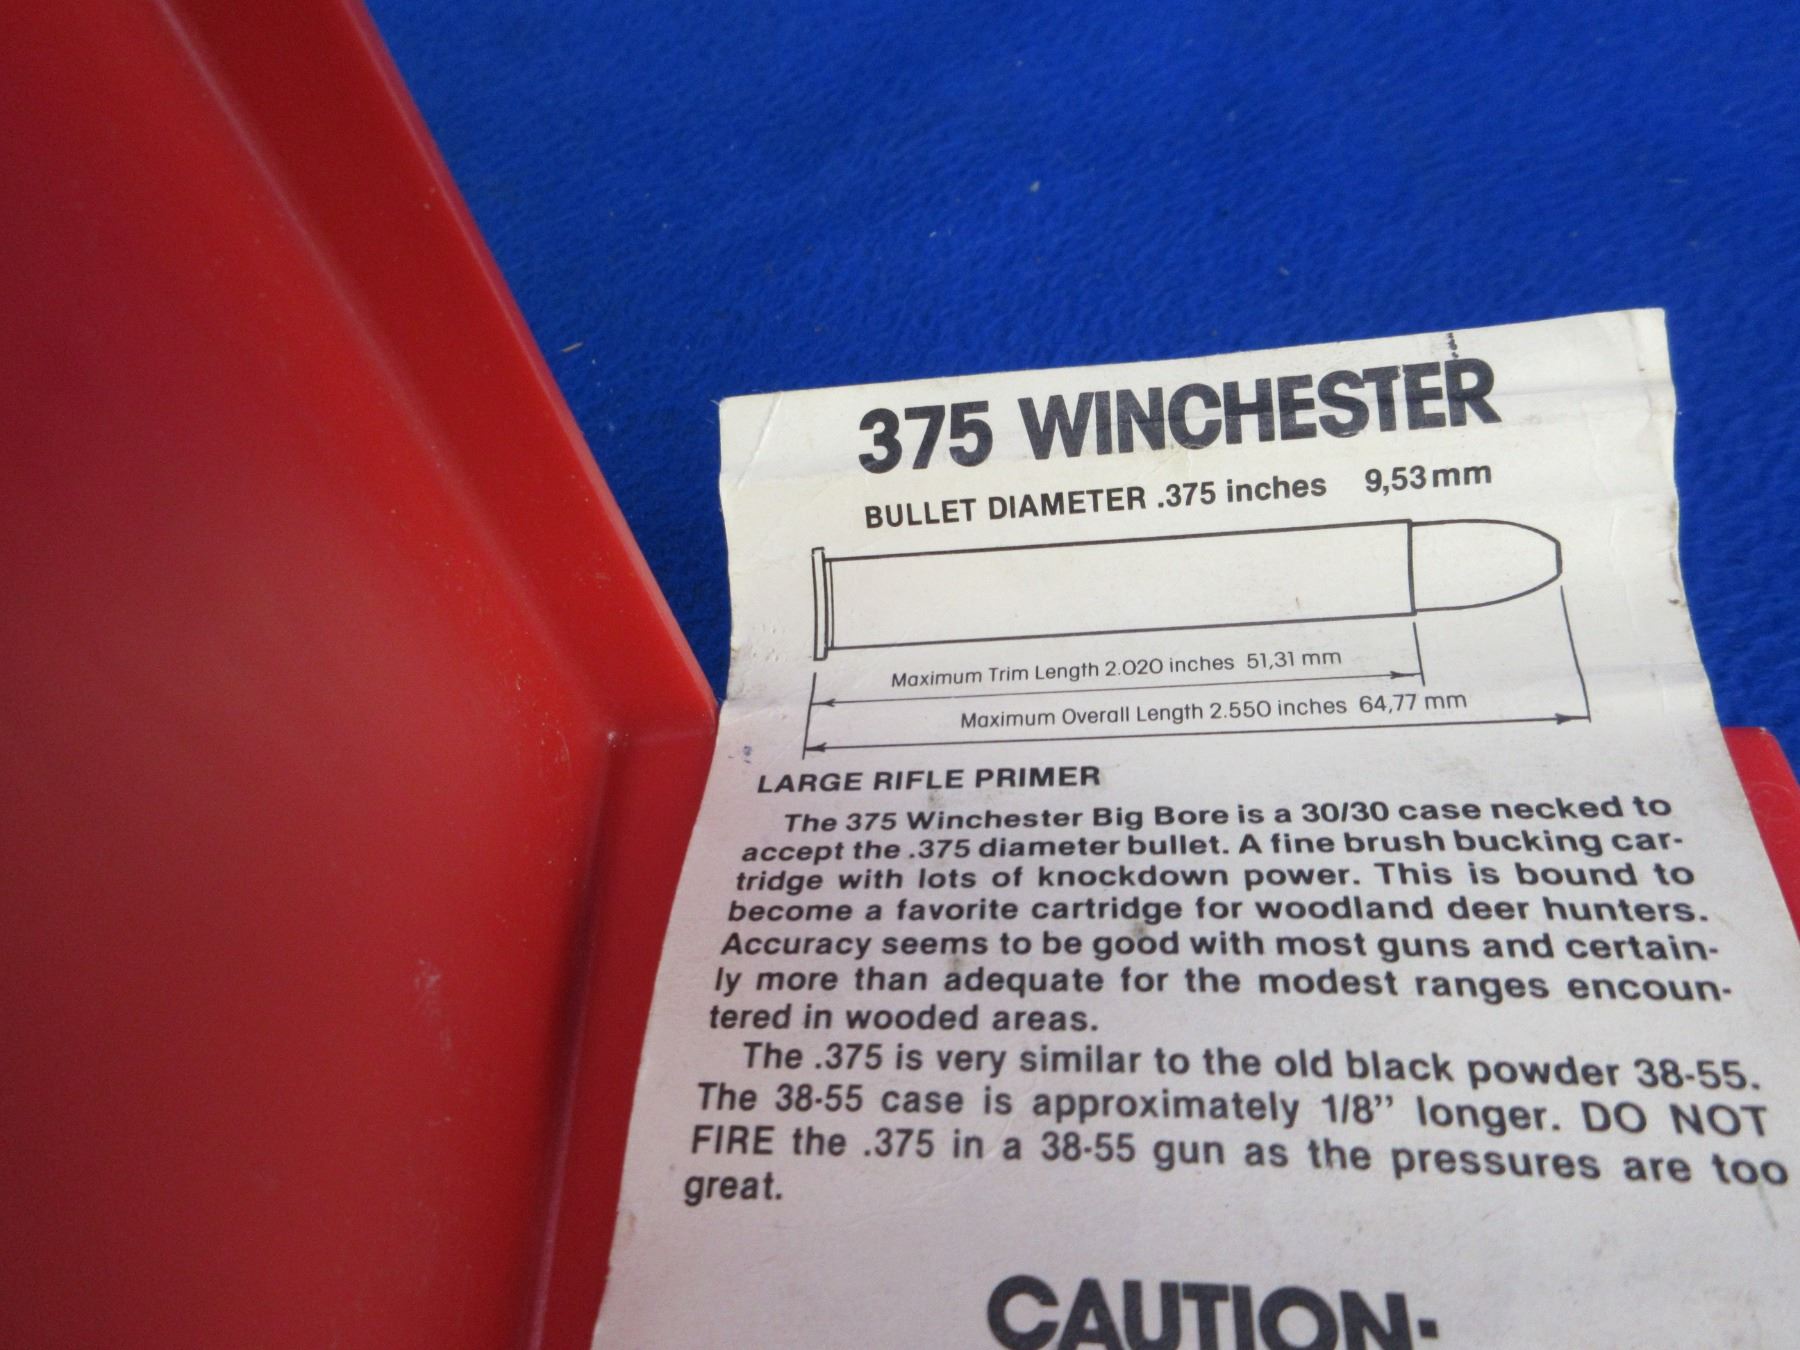 375 WINCHESTER
BULLET DIAMETER .375 inches 9,53 mm
Maximum Trim Length 2.020 inches 51,31 mm
Maximum Overall Length 2.550 inches 64,77 mm
LARGE RIFLE PRIMER
The 375 Winchester Big Bore is a 30/30 case necked to
accept the .375 diameter bullet. A fine brush bucking car-
tridge with lots of knockdown power. This is bound to
become a favorite cartridge for woodland deer hunters.
Accuracy seems to be good with most guns and certain-
ly more than adequate for the modest ranges encoun-
tered in wooded areas.
The .375 is very similar to the old black powder 38-55.
The 38-55 case is approximately 1/8” longer. DO NOT
FIRE the .375 in a 38-55 gun as the pressures are too
great.
CAUTION-